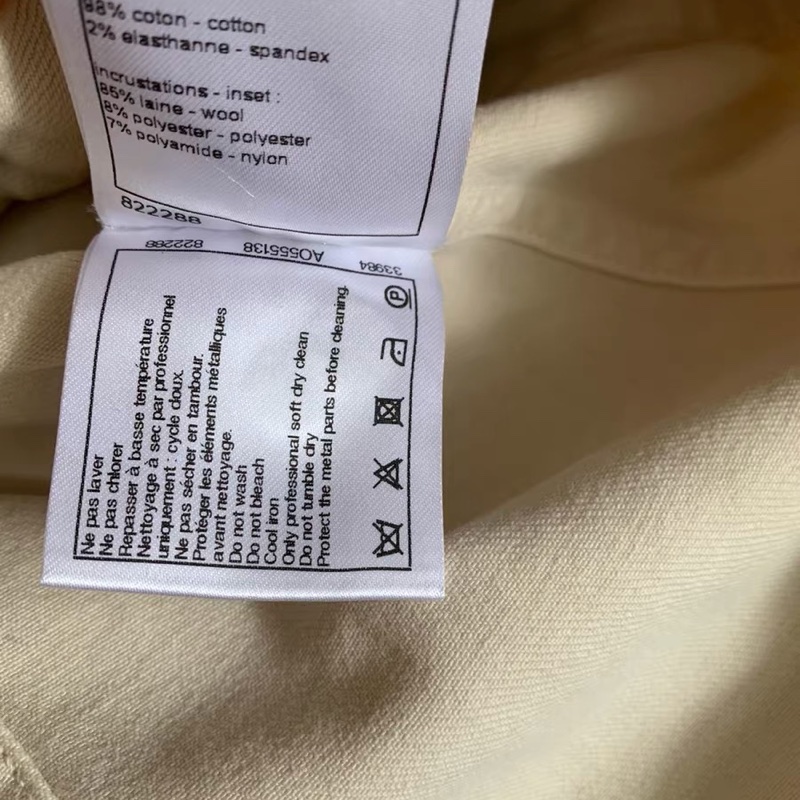 98% coton - cotton
2% elasthanne - spandex
incrustations - inset :
85% laine - wool
8% polyester - polyester
7% polyamide - nylon
822288
822288 AO555138 33984
Ne pas laver
Ne pas chlorer
Repasser à basse température
Nettoyage à sec par professionnel
uniquement : cycle doux.
Ne pas sécher en tambour.
Protéger les éléments métalliques
avant nettoyage.
Do not wash
Do not bleach
Cool iron
Only professional soft dry clean
Do not tumble dry
Protect the metal parts before cleaning.
P